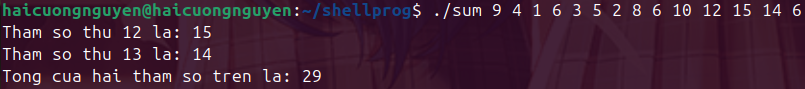 haicuongnguyen@haicuongnguyen:~/shellprog$ ./sum 9 4 1 6 3 5 2 8 6 10 12 15 14 6
Tham so thu 12 la: 15
Tham so thu 13 la: 14
Tong cua hai tham so tren la: 29